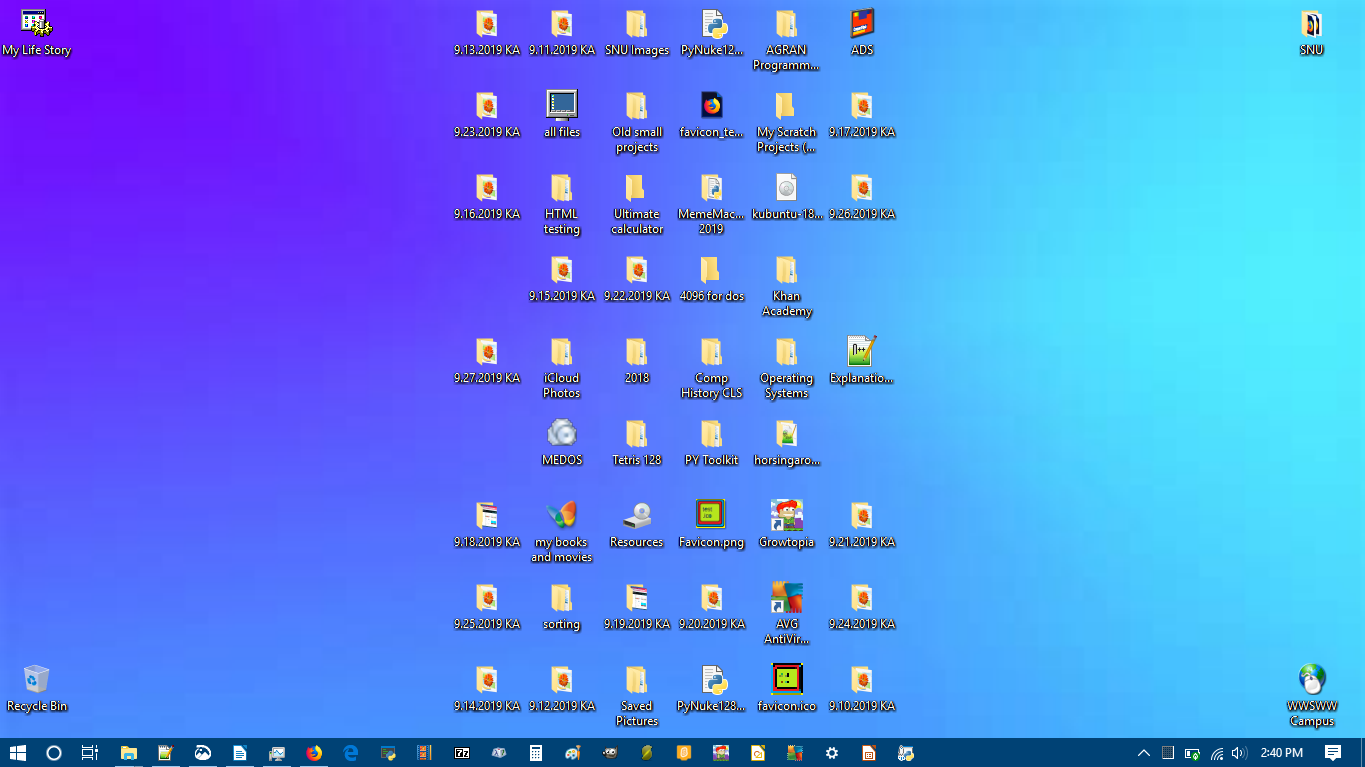 My Life Story
9.13.2019 KA
9.11.2019 KA
SNU Images
PyNuke12...
AGRAN
Programm...
ADS
SNU
9.23.2019 KA
all files
Old small
projects
favicon_te...
My Scratch
Projects (...
9.17.2019 KA
9.16.2019 KA
HTML
testing
Ultimate
calculator
MemeMac...
2019
kubuntu-18...
9.26.2019 KA
9.15.2019 KA
9.22.2019 KA
4096 for dos
Khan
Academy
9.27.2019 KA
iCloud
Photos
2018
Comp
History CLS
Operating
Systems
Explanatio...
MEDOS
Tetris 128
PY Toolkit
horsingaro...
9.18.2019 KA
my books
and movies
Resources
test
.ico
Favicon.png
Growtopia
9.21.2019 KA
9.25.2019 KA
sorting
9.19.2019 KA
9.20.2019 KA
AVG
AntiVir...
9.24.2019 KA
Recycle Bin
9.14.2019 KA
9.12.2019 KA
Saved
Pictures
PyNuke128...
favicon.ico
9.10.2019 KA
WWSWW
Campus
2:40 PM